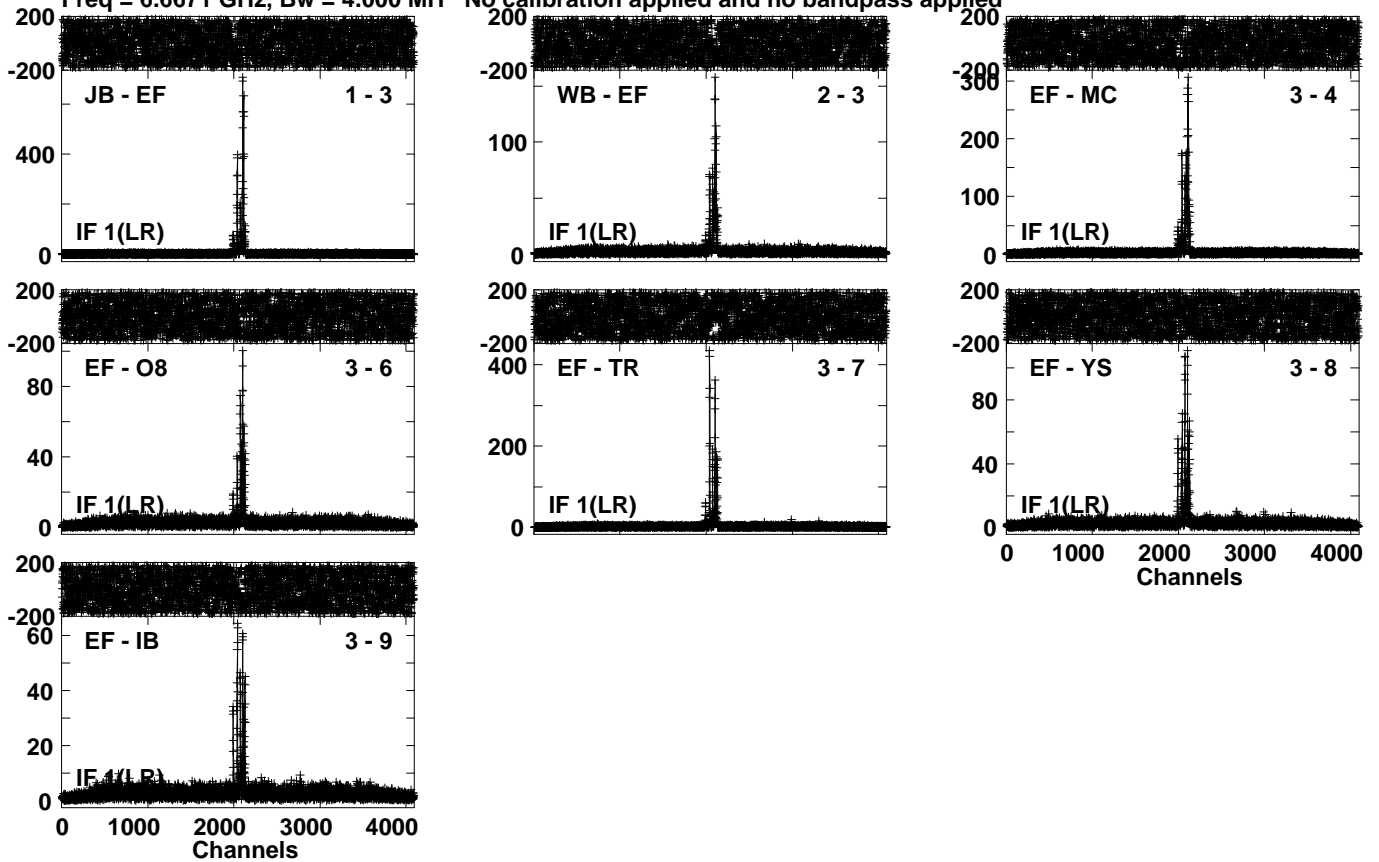 Freq = 6.6671 GHz, Bw = 4.000 MH No calibration applied and no bandpass applied
200
-200
JB - EF 1 - 3
400
IF 1(LR)
0
200
-200
WB - EF 2 - 3
100
IF 1(LR)
0
200
-200
300
EF - MC 3 - 4
200
100
IF 1(LR)
0
200
-200
EF - O8 3 - 6
80
40
IF 1(LR)
0
200
-200
400
EF - TR 3 - 7
200
IF 1(LR)
0
200
-200
EF - YS 3 - 8
80
40
IF 1(LR)
0
0 1000 2000 3000 4000
Channels
200
-200
60
EF - IB 3 - 9
40
20
IF 1(LR)
0
0 1000 2000 3000 4000
Channels